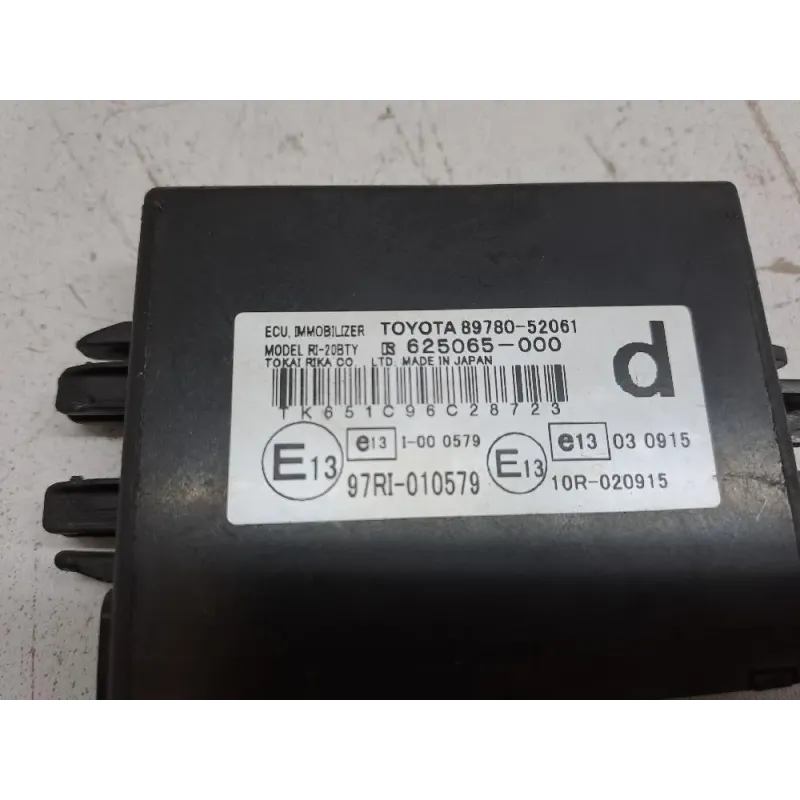 ECU, IMMOBILIZER TOYOTA 89780-52061
MODEL RI-20BTY 625065-000
TOKAI RIKA CO., LTD. MADE IN JAPAN
d
TK651C96C28723
E13 e13 I-00 0579
97RI-010579
E13 e13 03 0915
10R-020915